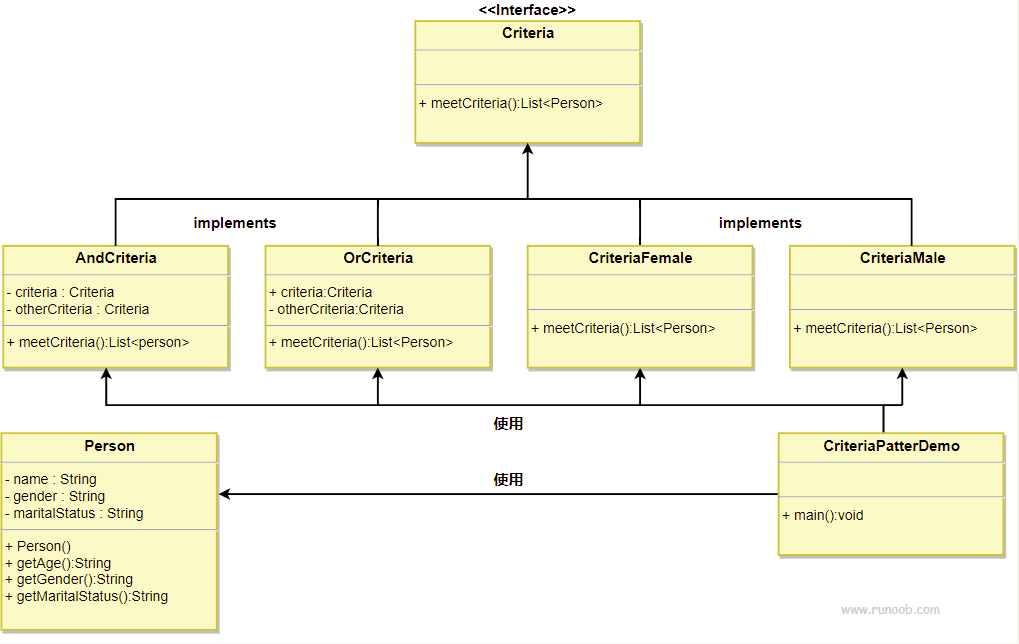 <<Interface>>
Criteria
+ meetCriteria():List<Person>
implements
implements
AndCriteria
- criteria : Criteria
- otherCriteria : Criteria
+ meetCriteria():List<person>
OrCriteria
+ criteria:Criteria
- otherCriteria:Criteria
+ meetCriteria():List<Person>
CriteriaFemale
+ meetCriteria():List<Person>
CriteriaMale
+ meetCriteria():List<Person>
使用
Person
- name : String
- gender : String
- maritalStatus : String
+ Person()
+ getAge():String
+ getGender():String
+ getMaritalStatus():String
使用
CriteriaPatterDemo
+ main():void
www.runoob.com